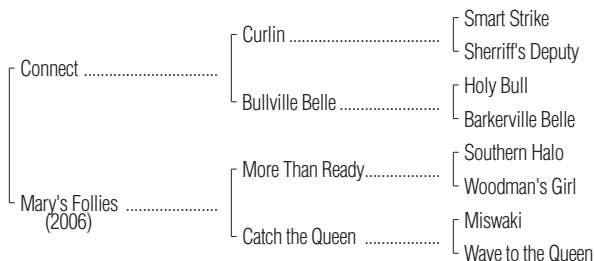 Smart Strike
Curlin ........................................
Sherriff's Deputy
Connect ...................................
Holy Bull
Bullville Belle ..........................
Barkerville Belle
Southern Halo
More Than Ready....................
Woodman's Girl
Mary's Follies ........................
(2006)
Miswaki
Catch the Queen ...................
Wave to the Queen